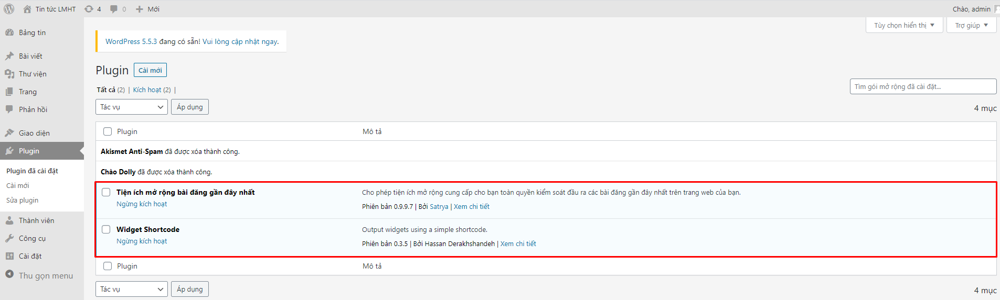 Tin tức LMHT 4 0 Mới Chào, admin
Tùy chọn hiển thị Trợ giúp
Bảng tin
Bài viết
Thư viện
Trang
Phản hồi
Giao diện
Plugin
Plugin đã cài đặt
Cài mới
Sửa plugin
Thành viên
Công cụ
Cài đặt
Thu gọn menu
WordPress 5.5.3 đang có sẵn! Vui lòng cập nhật ngay.
Plugin Cài mới
Tất cả (2) | Kích hoạt (2) |
Tìm gói mở rộng đã cài đặt...
Tác vụ Áp dụng
4 mục
Plugin Mô tả
Akismet Anti-Spam đã được xóa thành công.
Chào Dolly đã được xóa thành công.
Tiện ích mở rộng bài đăng gần đây nhất
Ngừng kích hoạt
Cho phép tiện ích mở rộng cung cấp cho bạn toàn quyền kiểm soát đầu ra các bài đăng gần đây nhất trên trang web của bạn.
Phiên bản 0.9.9.7 | Bởi Satrya | Xem chi tiết
Widget Shortcode
Ngừng kích hoạt
Output widgets using a simple shortcode.
Phiên bản 0.3.5 | Bởi Hassan Derakhshandeh | Xem chi tiết
Plugin Mô tả
Tác vụ Áp dụng
4 mục